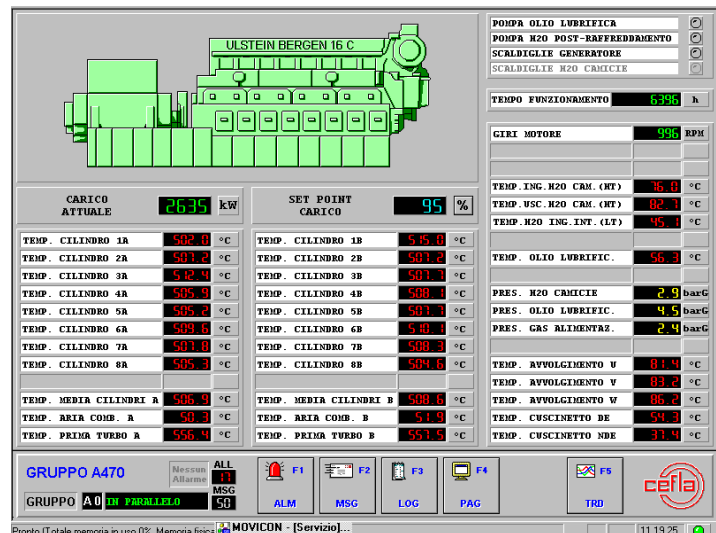 ULSTEIN BERGEN 16 C
POMPA OLIO LUBRIFICA
POMPA H2O POST-RAFFREDDAMENTO
SCALDIGLIE GENERATORE
SCALDIGLIE H2O CAMICIE
TEMPO FUNZIONAMENTO 6396 h
GIRI MOTORE 996 RPM
TEMP.ING.H2O CAM.(HT) 76.0 °C
TEMP.USC.H2O CAM.(HT) 82.7 °C
TEMP.H2O ING.INT.(LT) 45.1 °C
TEMP. OLIO LUBRIFIC. 56.3 °C
PRES. H2O CAMICIE 2.9 barG
PRES. OLIO LUBRIFIC. 4.5 barG
PRES. GAS ALIMENTAZ. 2.4 barG
TEMP. AVVOLGIMENTO U 81.4 °C
TEMP. AVVOLGIMENTO V 83.2 °C
TEMP. AVVOLGIMENTO W 86.2 °C
TEMP. CUSCINETTO DE 54.3 °C
TEMP. CUSCINETTO NDE 37.4 °C
CARICO ATTUALE 2635 kW
SET POINT CARICO 95 %
TEMP. CILINDRO 1A 502.8 °C
TEMP. CILINDRO 2A 507.2 °C
TEMP. CILINDRO 3A 512.4 °C
TEMP. CILINDRO 4A 505.9 °C
TEMP. CILINDRO 5A 505.2 °C
TEMP. CILINDRO 6A 509.6 °C
TEMP. CILINDRO 7A 507.8 °C
TEMP. CILINDRO 8A 505.3 °C
TEMP. MEDIA CILINDRI A 506.9 °C
TEMP. ARIA COMB. A 50.3 °C
TEMP. PRIMA TURBO A 556.4 °C
TEMP. CILINDRO 1B 515.0 °C
TEMP. CILINDRO 2B 507.2 °C
TEMP. CILINDRO 3B 507.7 °C
TEMP. CILINDRO 4B 508.1 °C
TEMP. CILINDRO 5B 507.7 °C
TEMP. CILINDRO 6B 510.1 °C
TEMP. CILINDRO 7B 508.3 °C
TEMP. CILINDRO 8B 504.6 °C
TEMP. MEDIA CILINDRI B 508.6 °C
TEMP. ARIA COMB. B 51.9 °C
TEMP. PRIMA TURBO B 557.5 °C
GRUPPO A470
Nessun Allarme
ALL
17
MSG
50
GRUPPO A0 IN PARALLELO
F1 ALM
F2 MSG
F3 LOG
F4 PAG
F5 TRD
cefla
Pronto (Totale memoria in uso 0%, Memoria fisica
MOVICON - [Servizio]...
11.19.25